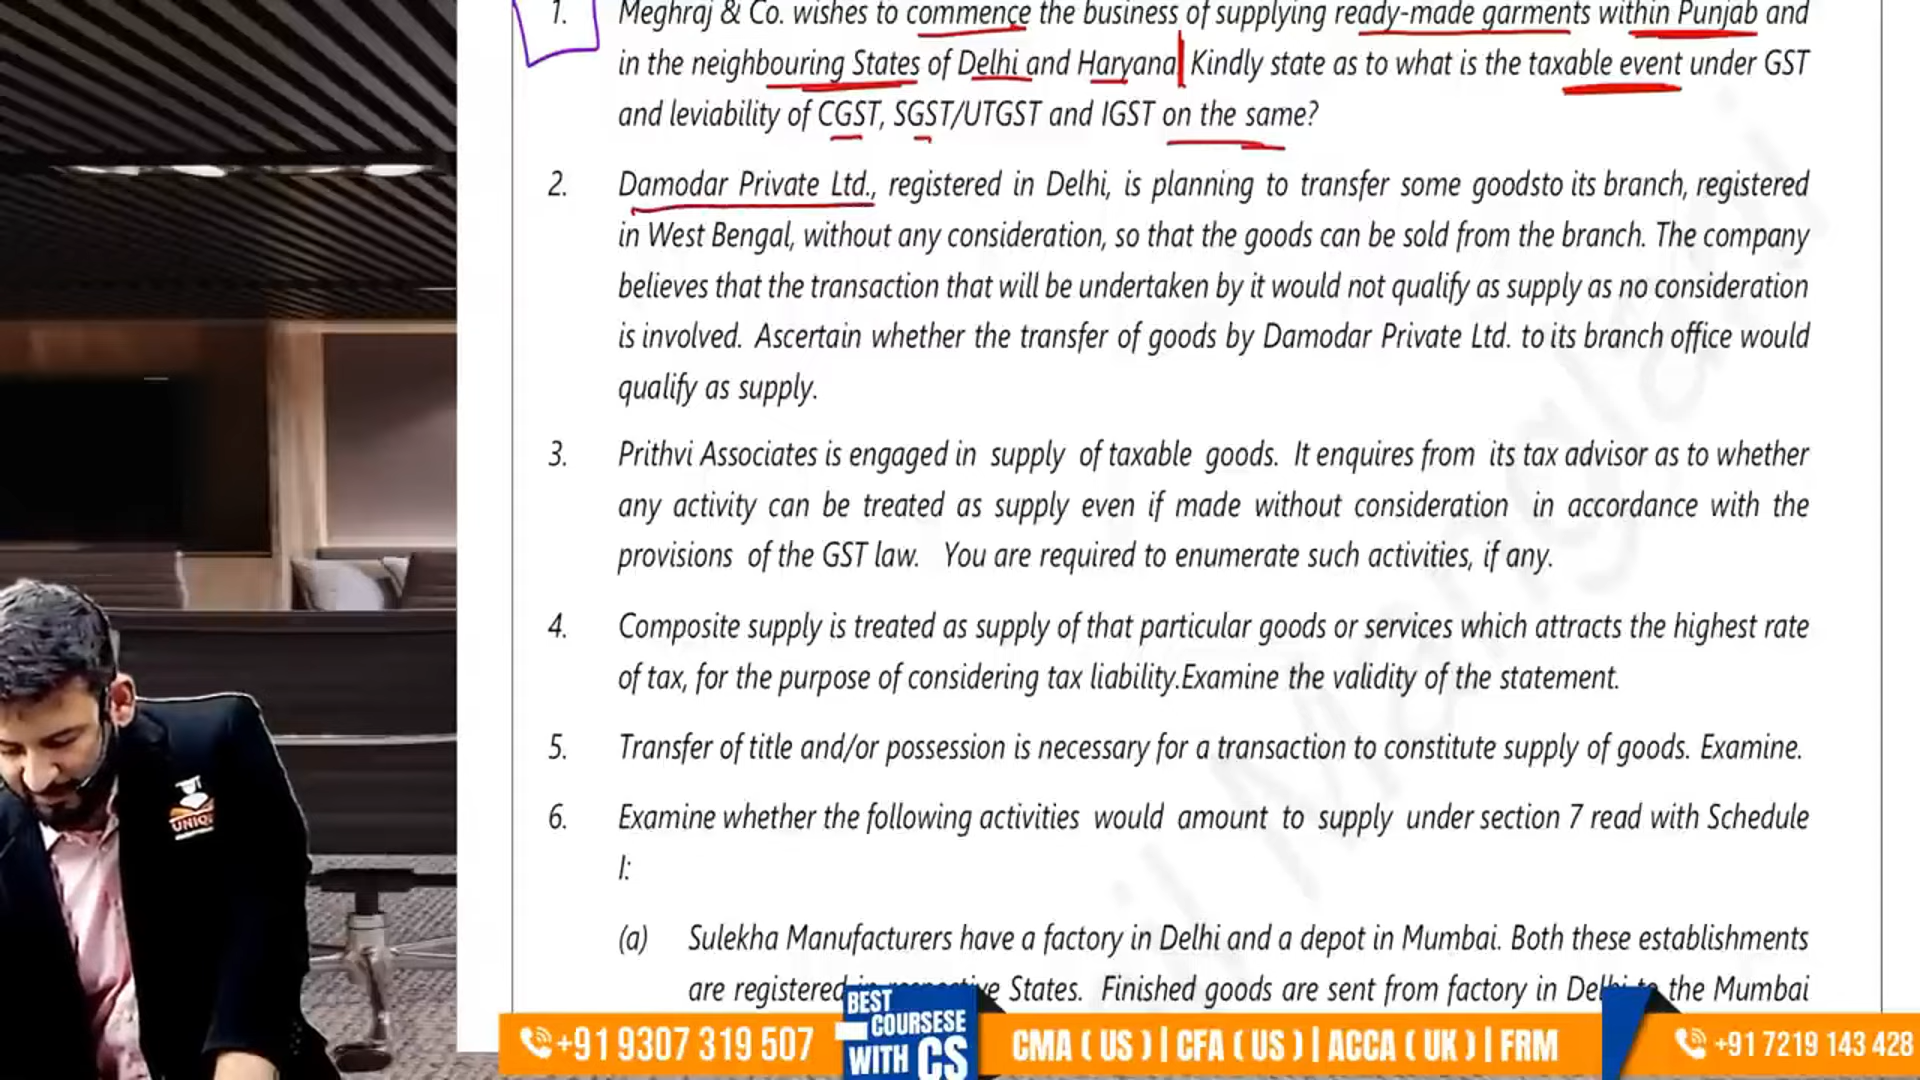 1. Meghraj & Co. wishes to commence the business of supplying ready-made garments within Punjab and
in the neighbouring States of Delhi and Haryana Kindly state as to what is the taxable event under GST
and leviability of CGST, SGST/UTGST and IGST on the same?
2. Damodar Private Ltd., registered in Delhi, is planning to transfer some goodsto its branch, registered
in West Bengal, without any consideration, so that the goods can be sold from the branch. The company
believes that the transaction that will be undertaken by it would not qualify as supply as no consideration
is involved. Ascertain whether the transfer of goods by Damodar Private Ltd. to its branch office would
qualify as supply.
3. Prithvi Associates is engaged in supply of taxable goods. It enquires from its tax advisor as to whether
any activity can be treated as supply even if made without consideration in accordance with the
provisions of the GST law. You are required to enumerate such activities, if any.
4. Composite supply is treated as supply of that particular goods or services which attracts the highest rate
of tax, for the purpose of considering tax liability.Examine the validity of the statement.
5. Transfer of title and/or possession is necessary for a transaction to constitute supply of goods. Examine.
6. Examine whether the following activities would amount to supply under section 7 read with Schedule
I:
(a) Sulekha Manufacturers have a factory in Delhi and a depot in Mumbai. Both these establishments
are registered in respective States. Finished goods are sent from factory in Delhi to the Mumbai
UNIQUE
+91 9307 319 507
BEST
COURSESE
WITH CS
CMA ( US ) | CFA ( US ) | ACCA ( UK ) | FRM
+91 7219 143 428